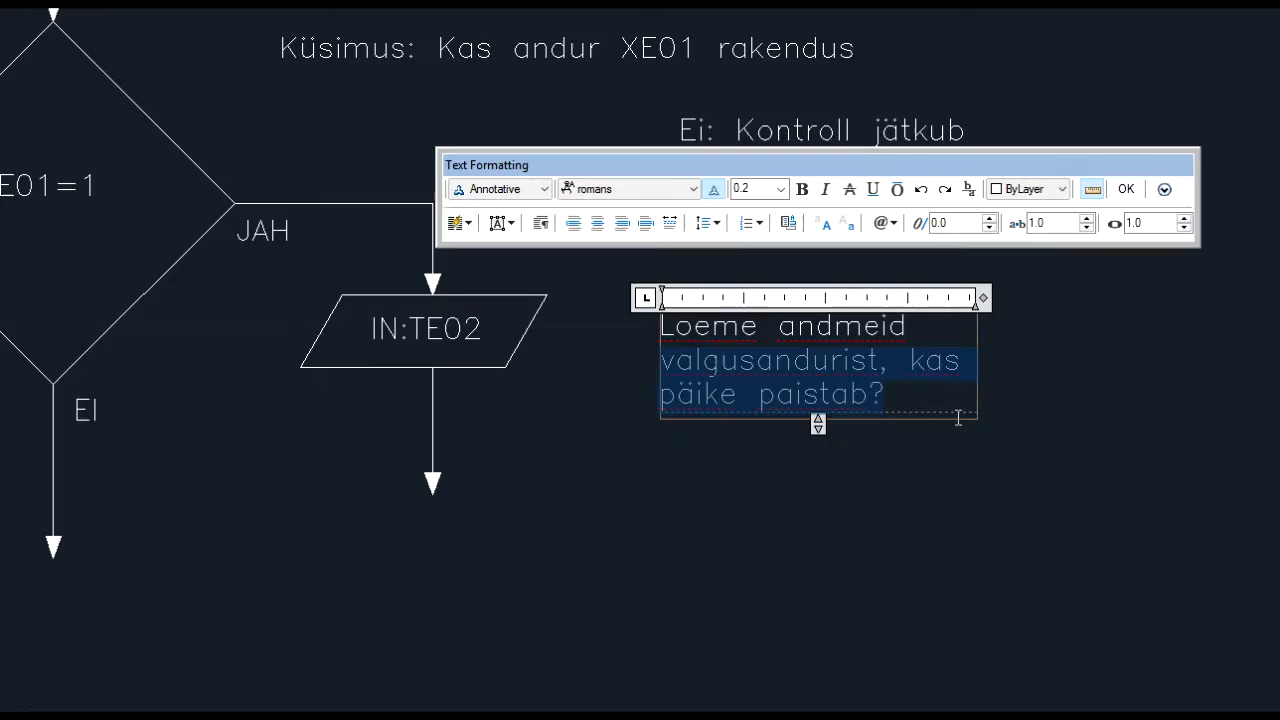 Küsimus: Kas andur XE01 rakendus
Ei: Kontroll jätkub
Text Formatting
Annotative
romans
0.2
B I A U O
ByLayer
OK
@
0/ 0.0
a•b 1.0
1.0
E01=1
JAH
IN:TE02
Loeme andmeid
valgusandurist, kas
päike paistab?
EI